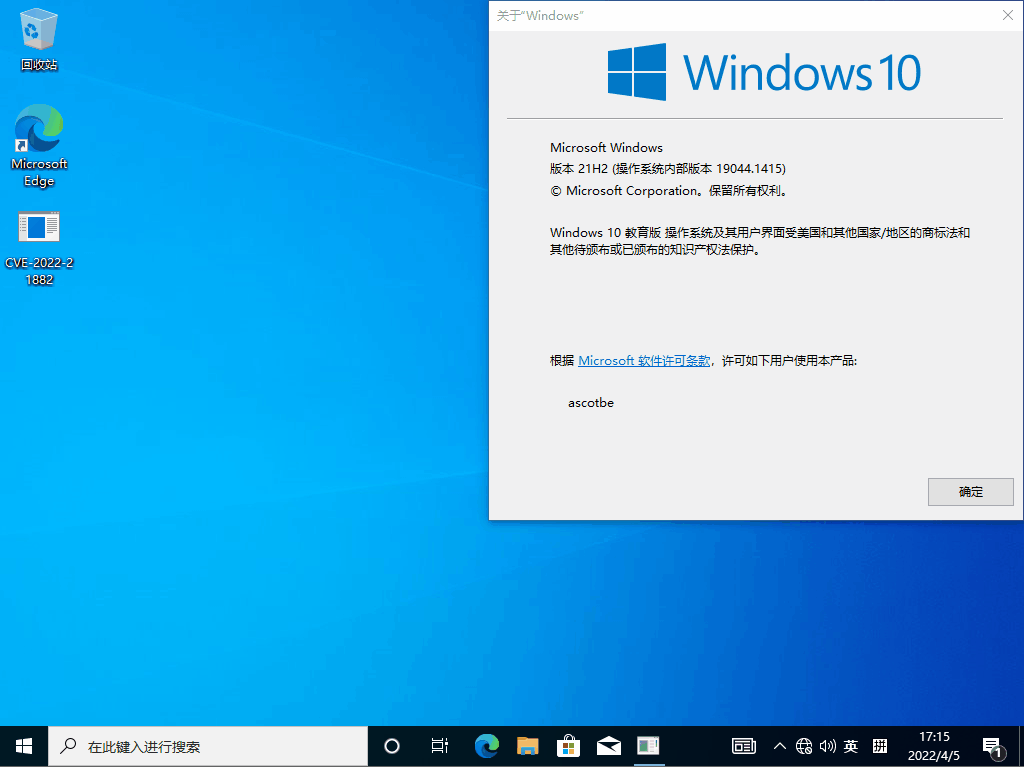 回收站
Microsoft
Edge
CVE-2022-2
1882
关于“Windows”
Windows 10
Microsoft Windows
版本 21H2 (操作系统内部版本 19044.1415)
© Microsoft Corporation。保留所有权利。
Windows 10 教育版 操作系统及其用户界面受美国和其他国家/地区的商标法和
其他待颁布或已颁布的知识产权法保护。
根据 Microsoft 软件许可条款，许可如下用户使用本产品:
ascotbe
确定
在此键入进行搜索
英
拼
17:15
2022/4/5
1